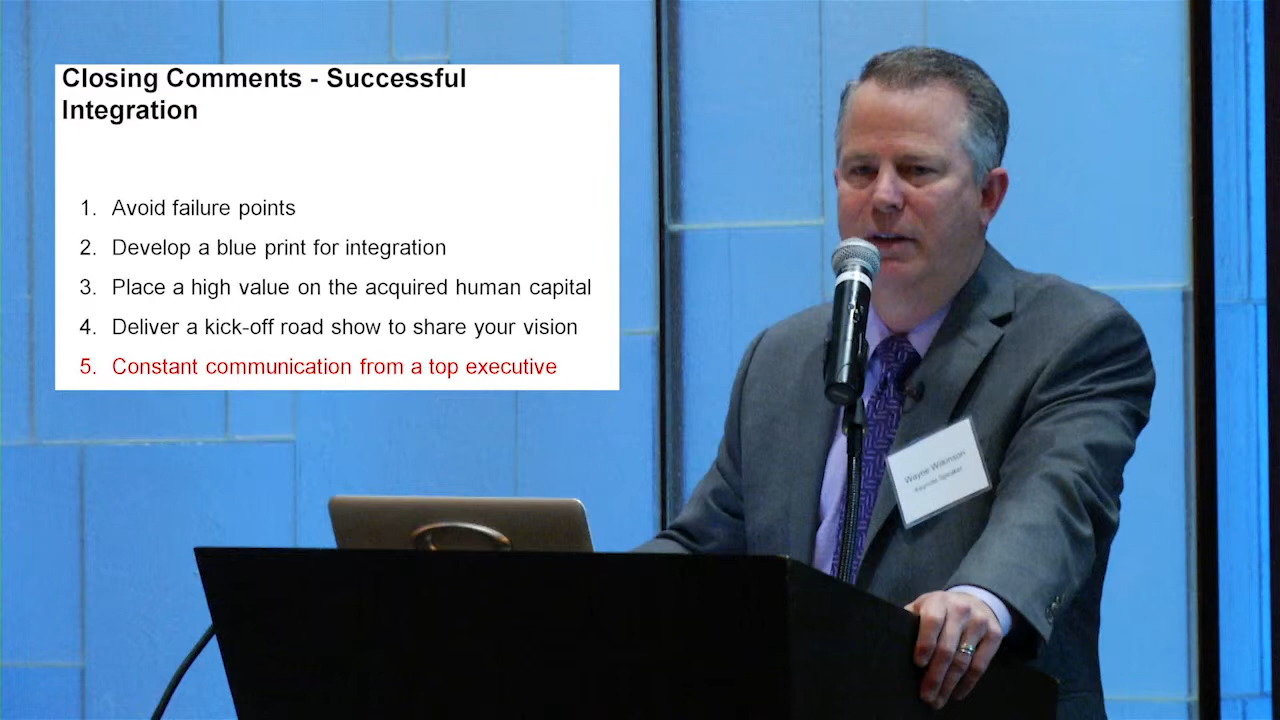 Closing Comments - Successful
Integration
1. Avoid failure points
2. Develop a blue print for integration
3. Place a high value on the acquired human capital
4. Deliver a kick-off road show to share your vision
5. Constant communication from a top executive
Wayne Wilkinson
Keynote Speaker